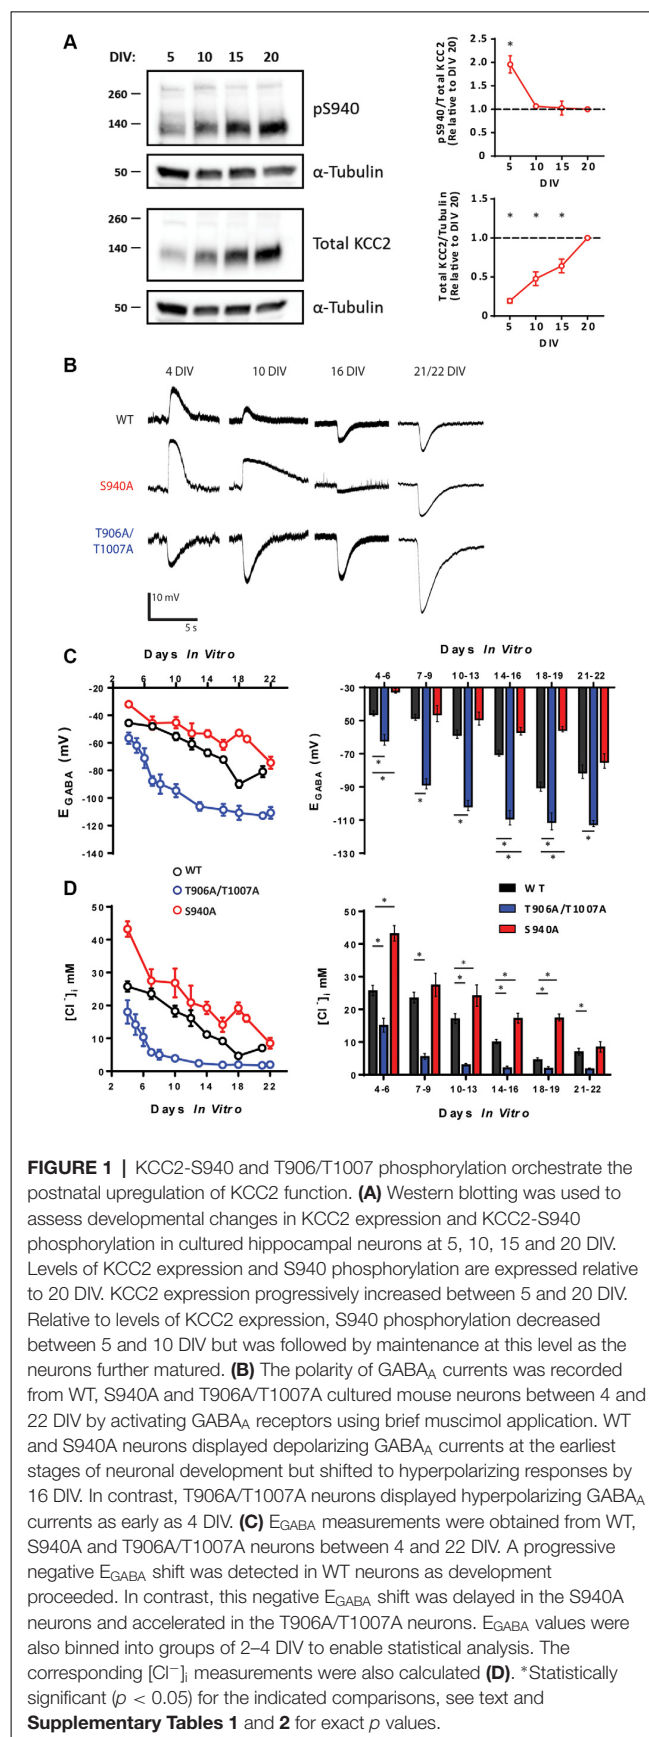 A
DIV: 5 10 15 20
260
140
pS940
50
α-Tubulin
260
140
Total KCC2
50
α-Tubulin
pS940/Total KCC2
(Relative to DIV 20)
2.5
2.0
1.5
1.0
0.5
0
*
5 10 15 20
DIV
Total KCC2/Tubulin
(Relative to DIV 20)
* * *
1.0
0.5
0
5 10 15 20
DIV
B
4 DIV 10 DIV 16 DIV 21/22 DIV
WT
S940A
T906A/
T1007A
10 mV
5 s
C
Days In Vitro
2 6 10 14 18 22
-20
-40
-60
-80
-100
-120
-140
E GABA (mV)
WT
T906A/T1007A
S940A
Days In Vitro
4-6 7-9 10-13 14-16 18-19 21-22
-30
-50
-70
-90
-110
-130
E GABA (mV)
* * * * * * * * *
D
50
40
30
20
10
0
[Cl-]i mM
2 4 6 10 14 18 22
Days In Vitro
WT
T906A/T1007A
S940A
50
40
30
20
10
0
[Cl-]i mM
* * * * * * * * * *
4-6 7-9 10-13 14-16 18-19 21-22
Days In Vitro
FIGURE 1 | KCC2-S940 and T906/T1007 phosphorylation orchestrate the
postnatal upregulation of KCC2 function. (A) Western blotting was used to
assess developmental changes in KCC2 expression and KCC2-S940
phosphorylation in cultured hippocampal neurons at 5, 10, 15 and 20 DIV.
Levels of KCC2 expression and S940 phosphorylation are expressed relative
to 20 DIV. KCC2 expression progressively increased between 5 and 20 DIV.
Relative to levels of KCC2 expression, S940 phosphorylation decreased
between 5 and 10 DIV but was followed by maintenance at this level as the
neurons further matured. (B) The polarity of GABAA currents was recorded
from WT, S940A and T906A/T1007A cultured mouse neurons between 4 and
22 DIV by activating GABAA receptors using brief muscimol application. WT
and S940A neurons displayed depolarizing GABAA currents at the earliest
stages of neuronal development but shifted to hyperpolarizing responses by
16 DIV. In contrast, T906A/T1007A neurons displayed hyperpolarizing GABAA
currents as early as 4 DIV. (C) EGABA measurements were obtained from WT,
S940A and T906A/T1007A neurons between 4 and 22 DIV. A progressive
negative EGABA shift was detected in WT neurons as development
proceeded. In contrast, this negative EGABA shift was delayed in the S940A
neurons and accelerated in the T906A/T1007A neurons. EGABA values were
also binned into groups of 2–4 DIV to enable statistical analysis. The
corresponding [Cl−]i measurements were also calculated (D). *Statistically
significant (p < 0.05) for the indicated comparisons, see text and
Supplementary Tables 1 and 2 for exact p values.